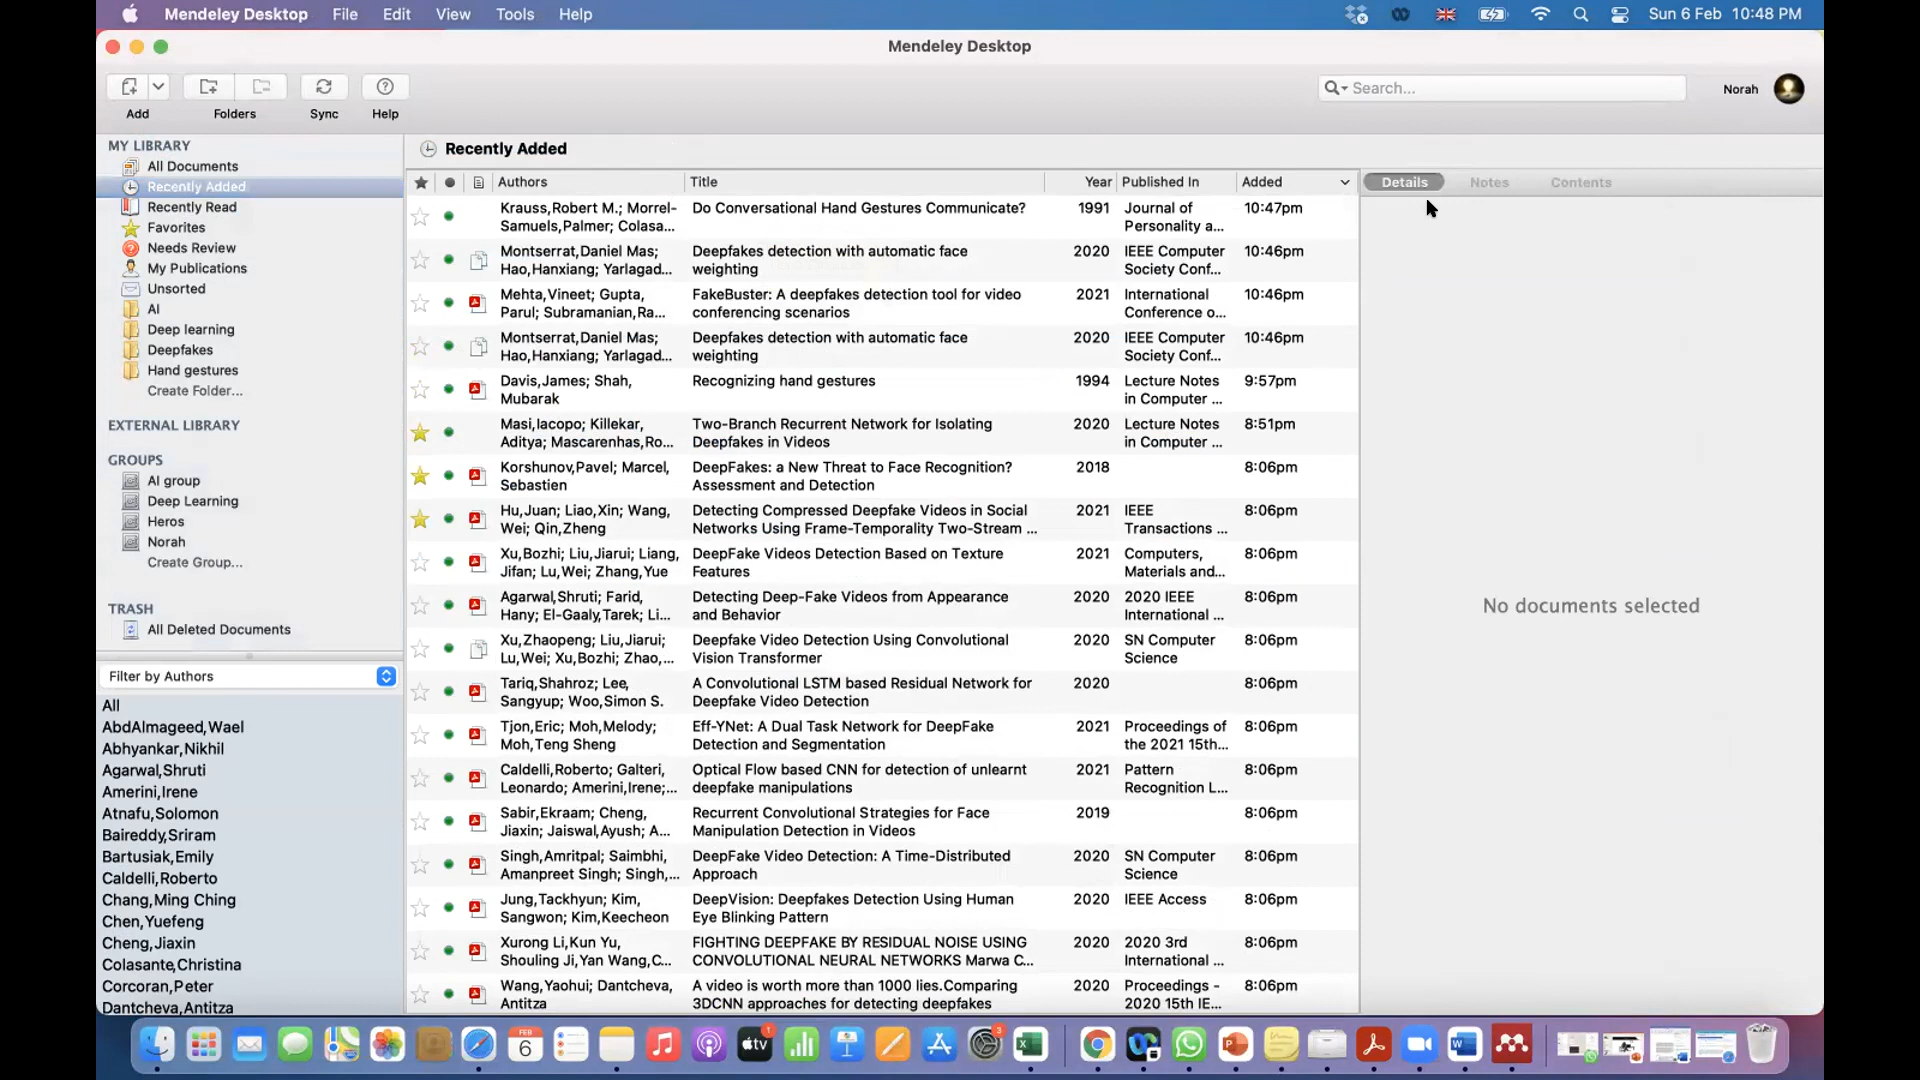 Mendeley Desktop File Edit View Tools Help Sun 6 Feb 10:48 PM
Mendeley Desktop
Add Folders Sync Help Search... Norah
MY LIBRARY
All Documents
Recently Added
Recently Read
Favorites
Needs Review
My Publications
Unsorted
AI
Deep learning
Deepfakes
Hand gestures
Create Folder...
EXTERNAL LIBRARY
GROUPS
AI group
Deep Learning
Heros
Norah
Create Group...
TRASH
All Deleted Documents
Filter by Authors
All
AbdAlmageed,Wael
Abhyankar,Nikhil
Agarwal,Shruti
Amerini,Irene
Atnafu,Solomon
Baireddy,Sriram
Bartusiak,Emily
Caldelli,Roberto
Chang,Ming Ching
Chen,Yuefeng
Cheng,Jiaxin
Colasante,Christina
Corcoran,Peter
Dantcheva,Antitza
Recently Added
Authors Title Year Published In Added
Krauss,Robert M.; Morrel- Do Conversational Hand Gestures Communicate? 1991 Journal of 10:47pm
Samuels,Palmer; Colasa... Personality a...
Montserrat,Daniel Mas; Deepfakes detection with automatic face 2020 IEEE Computer 10:46pm
Hao,Hanxiang; Yarlagad... weighting Society Conf...
Mehta,Vineet; Gupta, FakeBuster: A deepfakes detection tool for video 2021 International 10:46pm
Parul; Subramanian,Ra... conferencing scenarios Conference o...
Montserrat,Daniel Mas; Deepfakes detection with automatic face 2020 IEEE Computer 10:46pm
Hao,Hanxiang; Yarlagad... weighting Society Conf...
Davis,James; Shah, Recognizing hand gestures 1994 Lecture Notes 9:57pm
Mubarak in Computer ...
Masi,Iacopo; Killekar, Two-Branch Recurrent Network for Isolating 2020 Lecture Notes 8:51pm
Aditya; Mascarenhas,Ro... Deepfakes in Videos in Computer ...
Korshunov,Pavel; Marcel, DeepFakes: a New Threat to Face Recognition? 2018 8:06pm
Sebastien Assessment and Detection
Hu,Juan; Liao,Xin; Wang, Detecting Compressed Deepfake Videos in Social 2021 IEEE 8:06pm
Wei; Qin,Zheng Networks Using Frame-Temporality Two-Stream ... Transactions ...
Xu,Bozhi; Liu,Jiarui; Liang, DeepFake Videos Detection Based on Texture 2021 Computers, 8:06pm
Jifan; Lu,Wei; Zhang,Yue Features Materials and...
Agarwal,Shruti; Farid, Detecting Deep-Fake Videos from Appearance 2020 2020 IEEE 8:06pm
Hany; El-Gaaly,Tarek; Li... and Behavior International ...
Xu,Zhaopeng; Liu,Jiarui; Deepfake Video Detection Using Convolutional 2020 SN Computer 8:06pm
Lu,Wei; Xu,Bozhi; Zhao,... Vision Transformer Science
Tariq,Shahroz; Lee, A Convolutional LSTM based Residual Network for 2020 8:06pm
Sangyup; Woo,Simon S. Deepfake Video Detection
Tjon,Eric; Moh,Melody; Eff-YNet: A Dual Task Network for DeepFake 2021 Proceedings of 8:06pm
Moh,Teng Sheng Detection and Segmentation the 2021 15th...
Caldelli,Roberto; Galteri, Optical Flow based CNN for detection of unlearnt 2021 Pattern 8:06pm
Leonardo; Amerini,Irene;... deepfake manipulations Recognition L...
Sabir,Ekraam; Cheng, Recurrent Convolutional Strategies for Face 2019 8:06pm
Jiaxin; Jaiswal,Ayush; A... Manipulation Detection in Videos
Singh,Amritpal; Saimbhi, DeepFake Video Detection: A Time-Distributed 2020 SN Computer 8:06pm
Amanpreet Singh; Singh,... Approach Science
Jung,Tackhyun; Kim, DeepVision: Deepfakes Detection Using Human 2020 IEEE Access 8:06pm
Sangwon; Kim,Keecheon Eye Blinking Pattern
Xurong Li,Kun Yu, FIGHTING DEEPFAKE BY RESIDUAL NOISE USING 2020 2020 3rd 8:06pm
Shouling Ji,Yan Wang,C... CONVOLUTIONAL NEURAL NETWORKS Marwa C... International ...
Wang,Yaohui; Dantcheva, A video is worth more than 1000 lies.Comparing 2020 Proceedings - 8:06pm
Antitza 3DCNN approaches for detecting deepfakes 2020 15th IE...
Details Notes Contents
No documents selected
FEB
6
tv
1
3